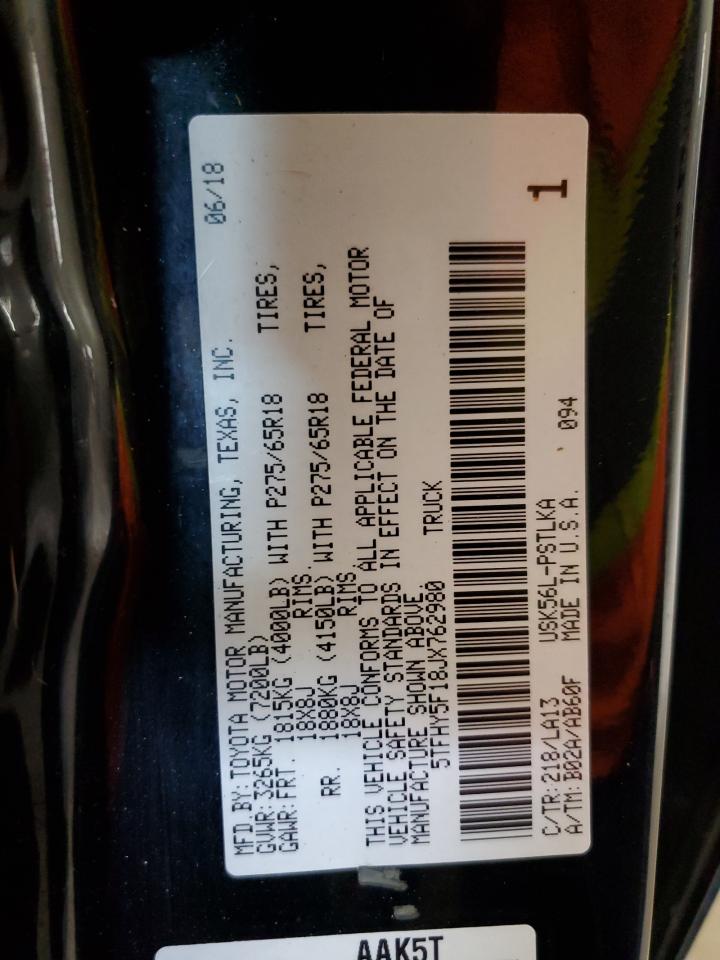 MFD.BY:TOYOTA MOTOR MANUFACTURING, TEXAS, INC. 06/18
GVWR:3265KG (7200LB)
GAWR:FRT. 1815KG (4000LB) WITH P275/65R18 TIRES,
18X8J RIMS
RR. 1880KG (4150LB) WITH P275/65R18 TIRES,
18X8J RIMS
THIS VEHICLE CONFORMS TO ALL APPLICABLE FEDERAL MOTOR
VEHICLE SAFETY STANDARDS IN EFFECT ON THE DATE OF
MANUFACTURE SHOWN ABOVE.
5TFHY5F18JX762980 TRUCK
C/TR:218/LA13 USK56L-PSTLKA 1
A/TM:B02A/AB60F MADE IN U.S.A. 094
AAK5T